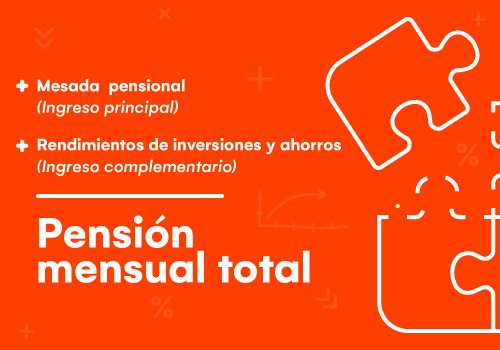 + Mesada pensional
(Ingreso principal)
+ Rendimientos de inversiones y ahorros
(Ingreso complementario)
Pensión
mensual total